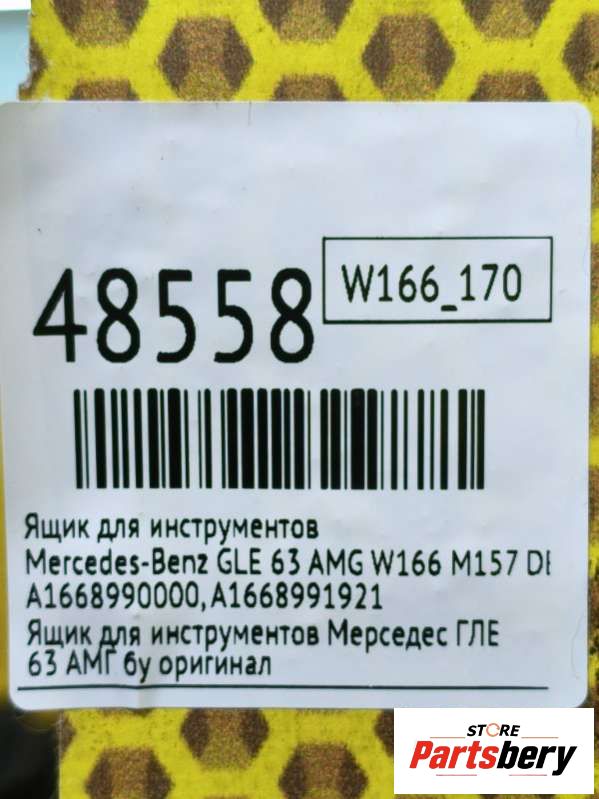 48558
W166_170
Ящик для инструментов
Mercedes-Benz GLE 63 AMG W166 M157
A1668990000, A1668991921
Ящик для инструментов Мерседес ГЛЕ
63 АМГ бу оригинал
STORE
Partsbery